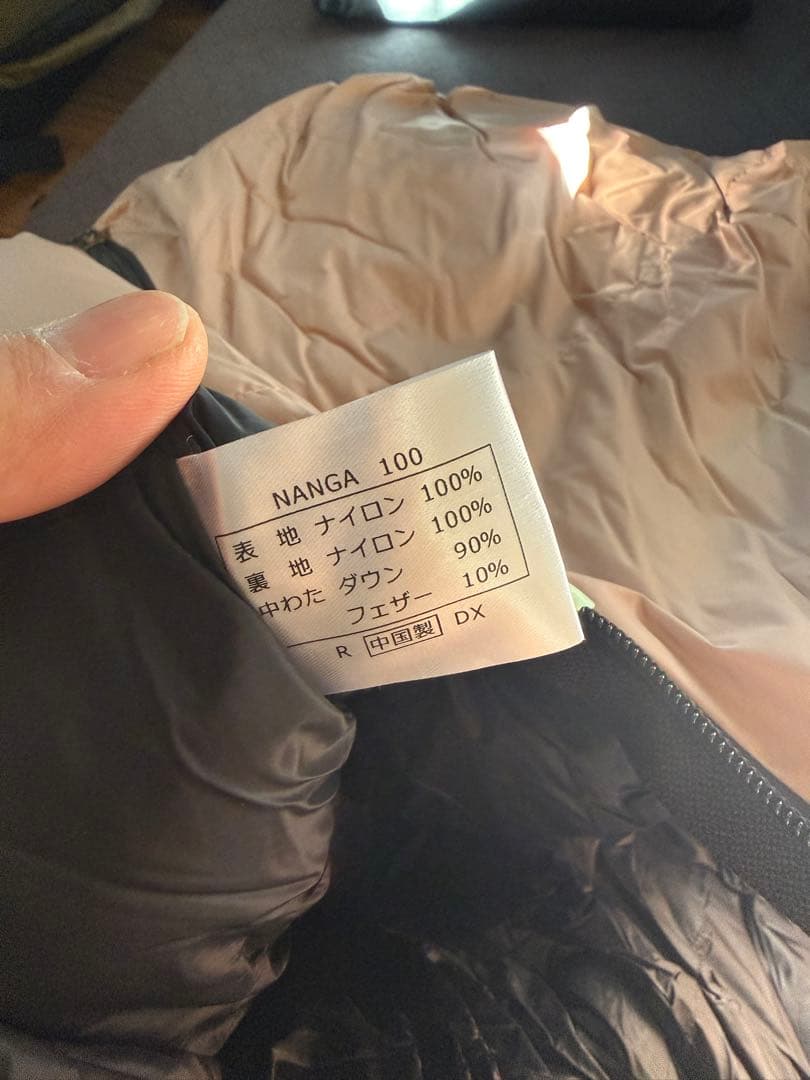 NANGA 100
表 地 ナイロン 100%
裏 地 ナイロン 100%
中わた ダウン 90%
フェザー 10%
R 中国製 DX